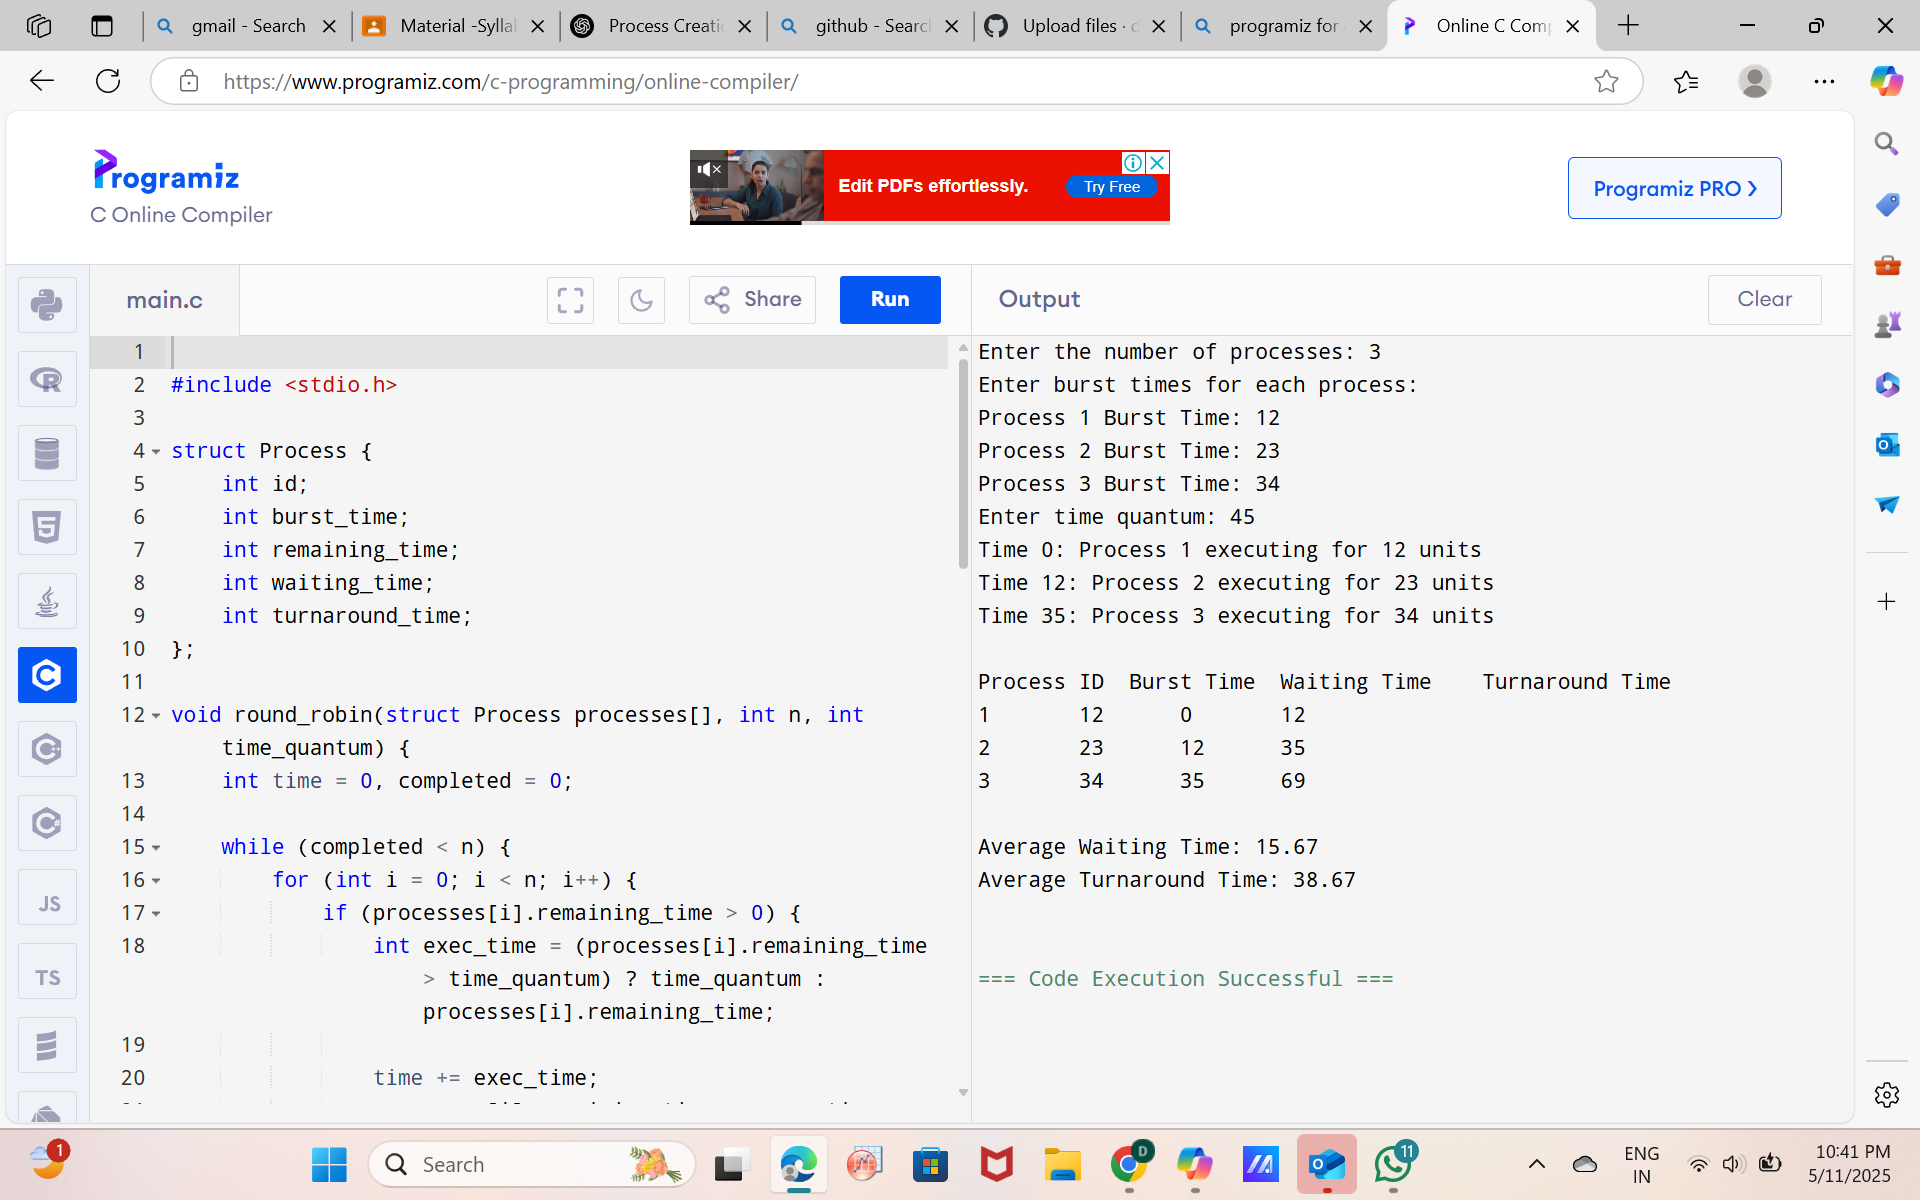 gmail - Search
Material -Sylla
Process Creati
github - Searc
Upload files · d
programiz for
Online C Comp
https://www.programiz.com/c-programming/online-compiler/
Programiz
C Online Compiler
Edit PDFs effortlessly.
Try Free
Programiz PRO >
main.c
Share
Run
Output
Clear
1
2 #include <stdio.h>
3
4 struct Process {
5 int id;
6 int burst_time;
7 int remaining_time;
8 int waiting_time;
9 int turnaround_time;
10 };
11
12 void round_robin(struct Process processes[], int n, int
time_quantum) {
13 int time = 0, completed = 0;
14
15 while (completed < n) {
16 for (int i = 0; i < n; i++) {
17 if (processes[i].remaining_time > 0) {
18 int exec_time = (processes[i].remaining_time
> time_quantum) ? time_quantum :
processes[i].remaining_time;
19
20 time += exec_time;
Enter the number of processes: 3
Enter burst times for each process:
Process 1 Burst Time: 12
Process 2 Burst Time: 23
Process 3 Burst Time: 34
Enter time quantum: 45
Time 0: Process 1 executing for 12 units
Time 12: Process 2 executing for 23 units
Time 35: Process 3 executing for 34 units
Process ID Burst Time Waiting Time Turnaround Time
1 12 0 12
2 23 12 35
3 34 35 69
Average Waiting Time: 15.67
Average Turnaround Time: 38.67
=== Code Execution Successful ===
JS
TS
1
Search
D
11
ENG
IN
10:41 PM
5/11/2025